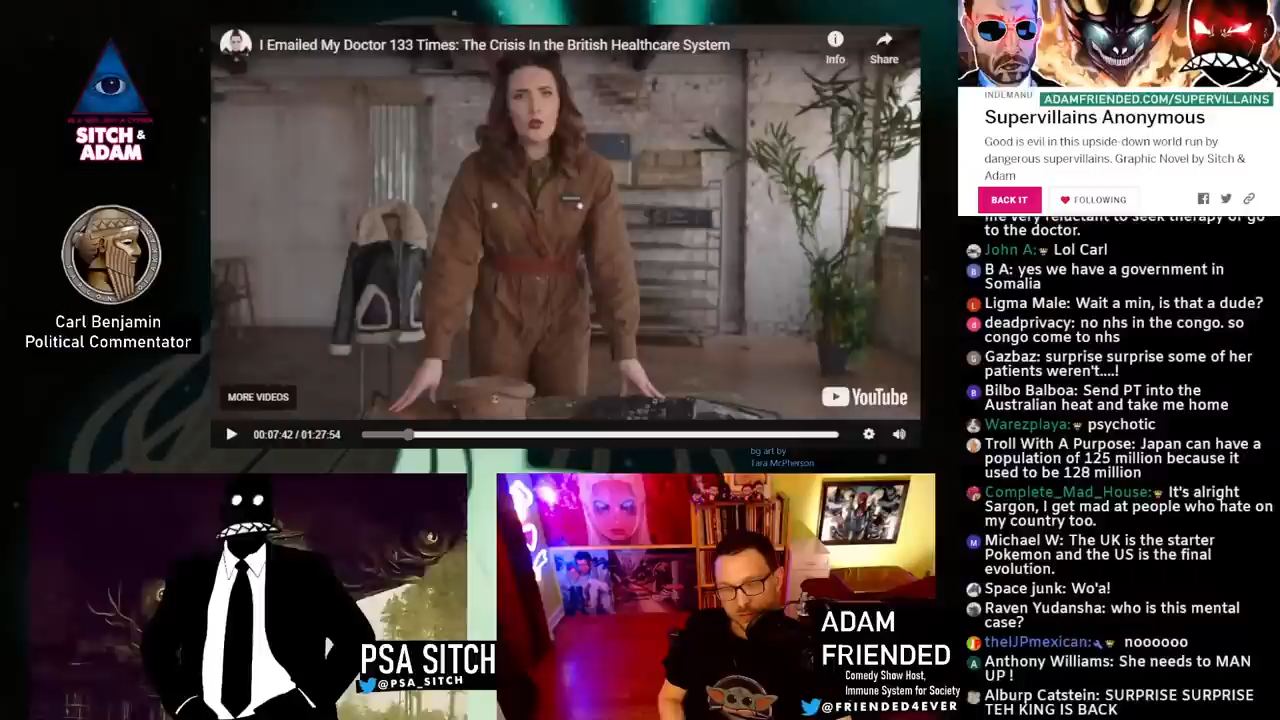 I Emailed My Doctor 133 Times: The Crisis In the British Healthcare System
Info
Share
SITCH &
ADAM
Carl Benjamin
Political Commentator
MORE VIDEOS
YouTube
00:07:42 / 01:27:54
bg art by
Tara McPherson
PSA SITCH
@PSA_SITCH
ADAM
FRIENDED
Comedy Show Host,
Immune System for Society
@FRIENDED4EVER
INDEMAND
ADAMFRIENDED.COM/SUPERVILLAINS
Supervillains Anonymous
Good is evil in this upside-down world run by
dangerous supervillains. Graphic Novel by Sitch &
Adam
BACK IT
FOLLOWING
me very reluctant to seek therapy or go
to the doctor.
John A: Lol Carl
B A: yes we have a government in
Somalia
Ligma Male: Wait a min, is that a dude?
deadprivacy: no nhs in the congo. so
congo come to nhs
Gazbaz: surprise surprise some of her
patients weren't....!
Bilbo Balboa: Send PT into the
Australian heat and take me home
Warezplaya: psychotic
Troll With A Purpose: Japan can have a
population of 125 million because it
used to be 128 million
Complete_Mad_House: It's alright
Sargon, I get mad at people who hate on
my country too.
Michael W: The UK is the starter
Pokemon and the US is the final
evolution.
Space junk: Wo'a!
Raven Yudansha: who is this mental
case?
theIJPmexican: noooooo
Anthony Williams: She needs to MAN
UP !
Alburp Catstein: SURPRISE SURPRISE
TEH KING IS BACK